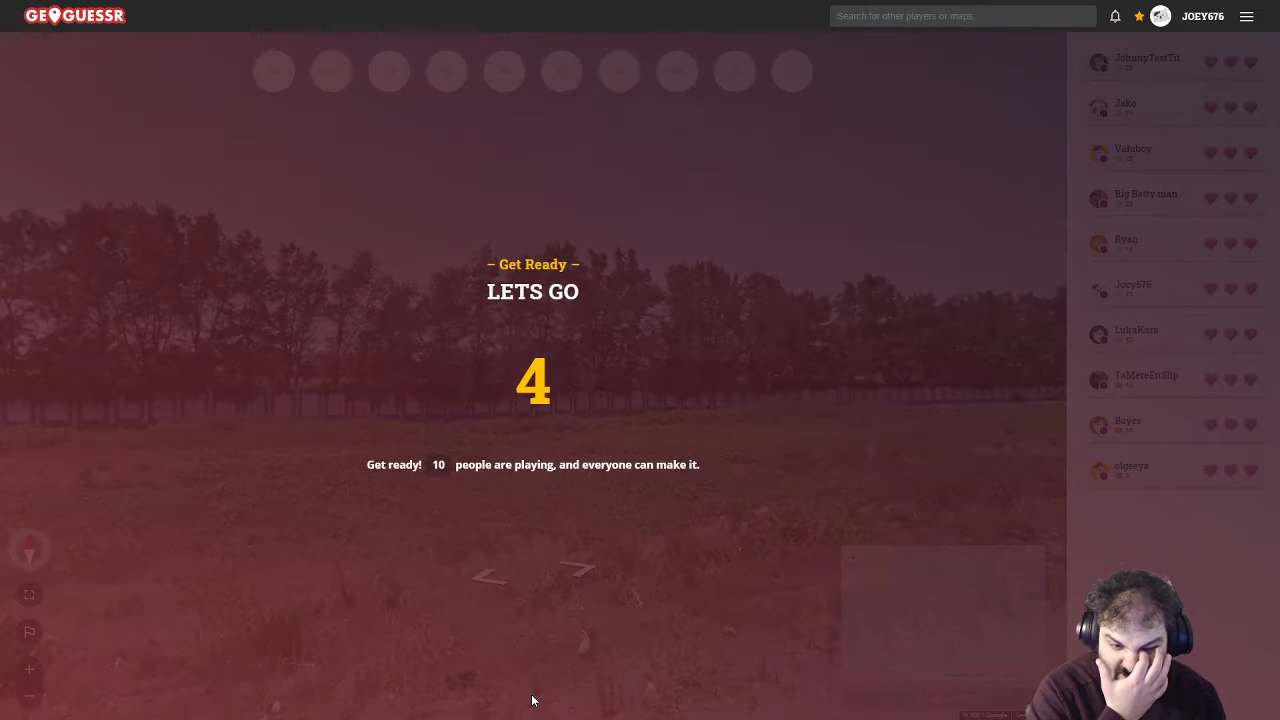 GEOGUESSR
Search for other players or maps
JOEY676
JohnnyTestTit
Jako
Valuboy
Big Batty man
Ryan
Joey676
LukaKara
TaMereEnSlip
Bayes
olgeeya
– Get Ready –
LETS GO
4
Get ready! 10 people are playing, and everyone can make it.